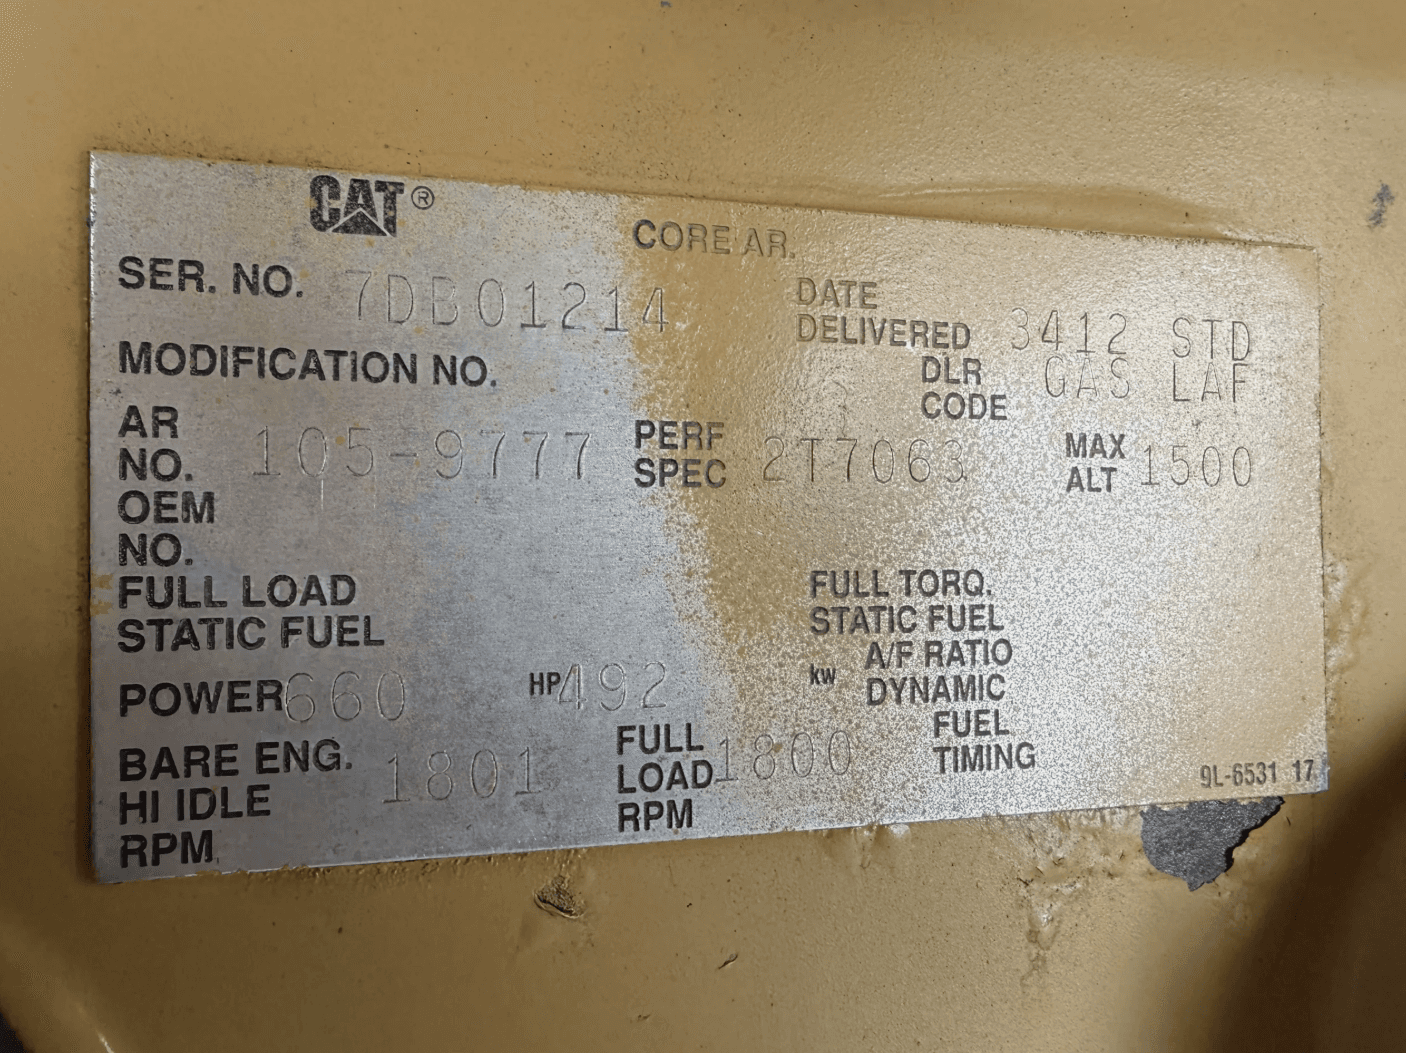 CAT®
CORE AR.
SER. NO. 7DB01214
DATE
DELIVERED 3412 STD
MODIFICATION NO.
DLR
CODE GAS LAF
AR
NO. 105-9777
PERF
SPEC 2T7063
MAX
ALT 1500
OEM
NO.
FULL LOAD
STATIC FUEL
FULL TORQ.
STATIC FUEL
A/F RATIO
POWER 660 HP 492 kw
DYNAMIC
FUEL
TIMING
BARE ENG.
HI IDLE
RPM 1801
FULL
LOAD
RPM 1800
9L-6531 17